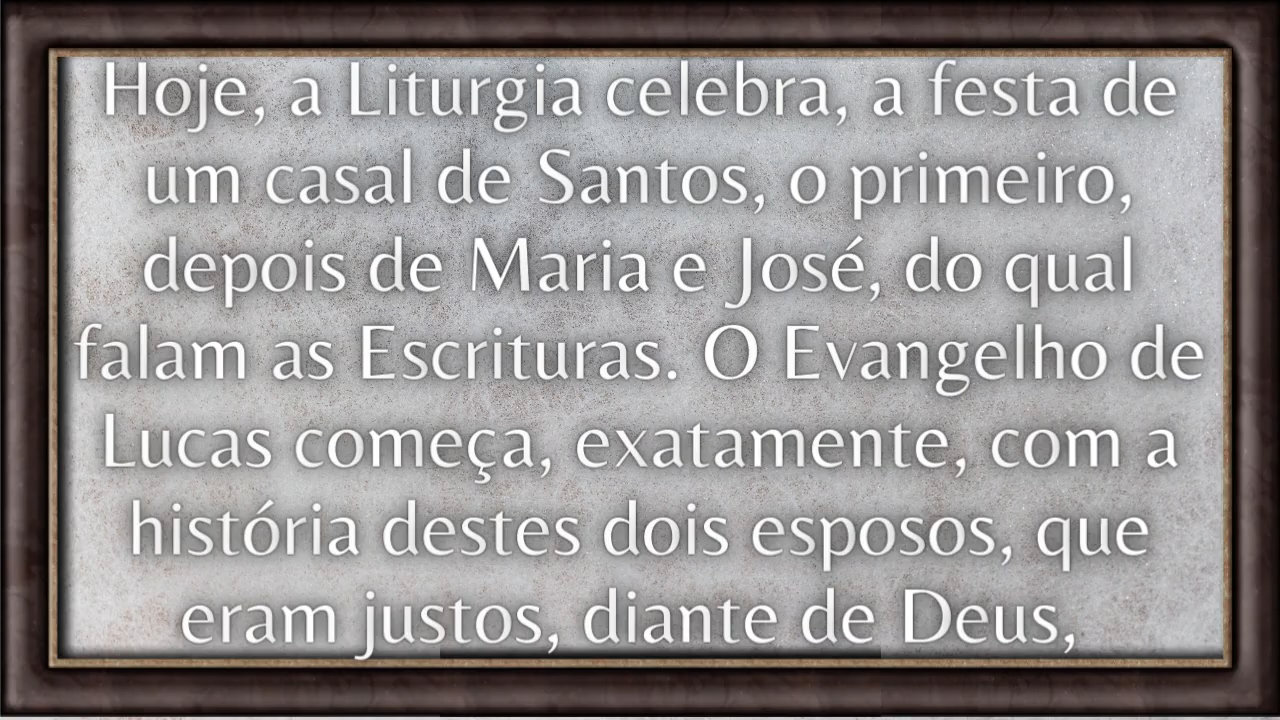 Hoje, a Liturgia celebra, a festa de
um casal de Santos, o primeiro,
depois de Maria e José, do qual
falam as Escrituras. O Evangelho de
Lucas começa, exatamente, com a
história destes dois esposos, que
eram justos, diante de Deus,